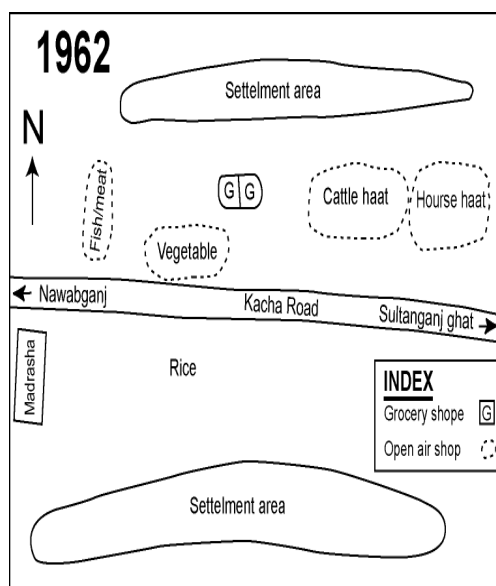 1962
Settelment area
N
Fish/meat
G G
Cattle haat
Hourse haat
Vegetable
Nawabganj
Kacha Road
Sultanganj ghat
Madrasha
Rice
INDEX
Grocery shope G
Open air shop
Settelment area